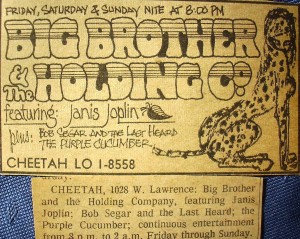 FRIDAY, SATURDAY & SUNDAY NITE AT 8:00 PM
BIG BROTHER
& The HOLDING CO.
featuring: Janis Joplin
plus: BOB SEGAR AND THE LAST HEARD
THE PURPLE CUCUMBER
CHEETAH LO 1-8558
CHEETAH, 1028 W. Lawrence: Big Brother
and the Holding Company, featuring Janis
Joplin; Bob Segar and the Last Heard; the
Purple Cucumber; continuous entertainment
from 8 p.m. to 2 a.m. Friday through Sunday.